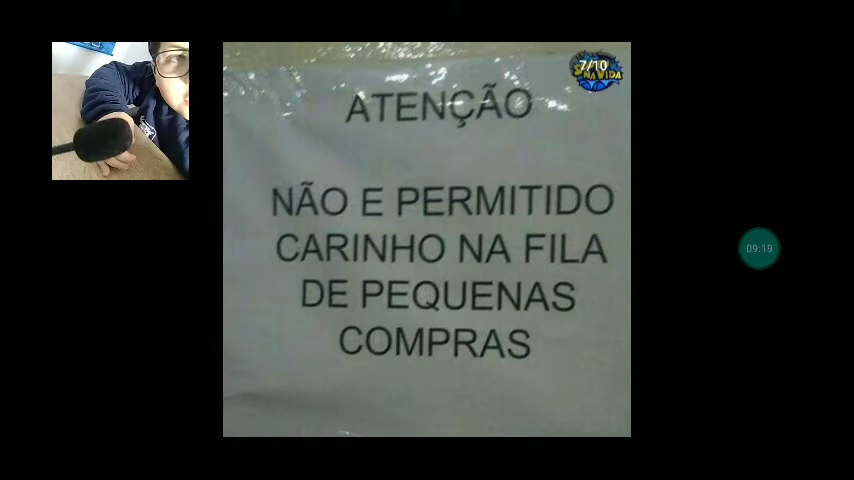 7/10
NA VIDA
ATENÇÃO
NÃO E PERMITIDO
CARINHO NA FILA
DE PEQUENAS
COMPRAS
09:19